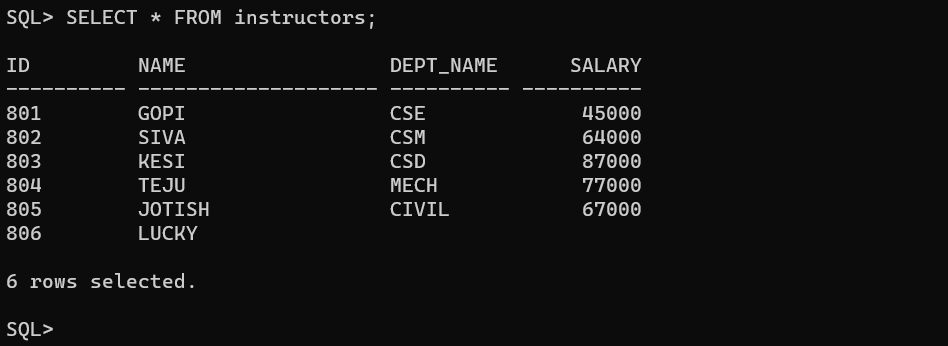 SQL> SELECT * FROM instructors;
ID         NAME                 DEPT_NAME      SALARY
---------- -------------------- ---------- ----------
801        GOPI                 CSE             45000
802        SIVA                 CSM             64000
803        KESI                 CSD             87000
804        TEJU                 MECH            77000
805        JOTISH               CIVIL           67000
806        LUCKY
6 rows selected.
SQL>